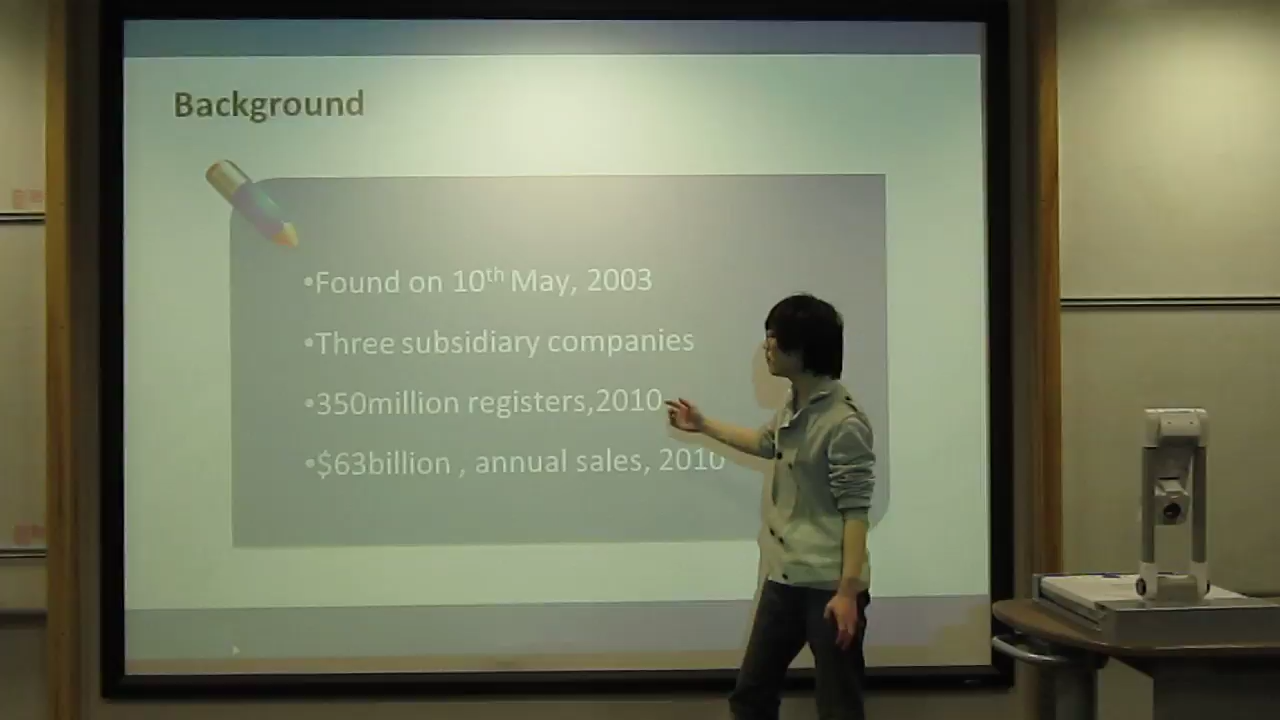 Background
•Found on 10th May, 2003
•Three subsidiary companies
•350million registers,2010
•$63billion , annual sales, 2010